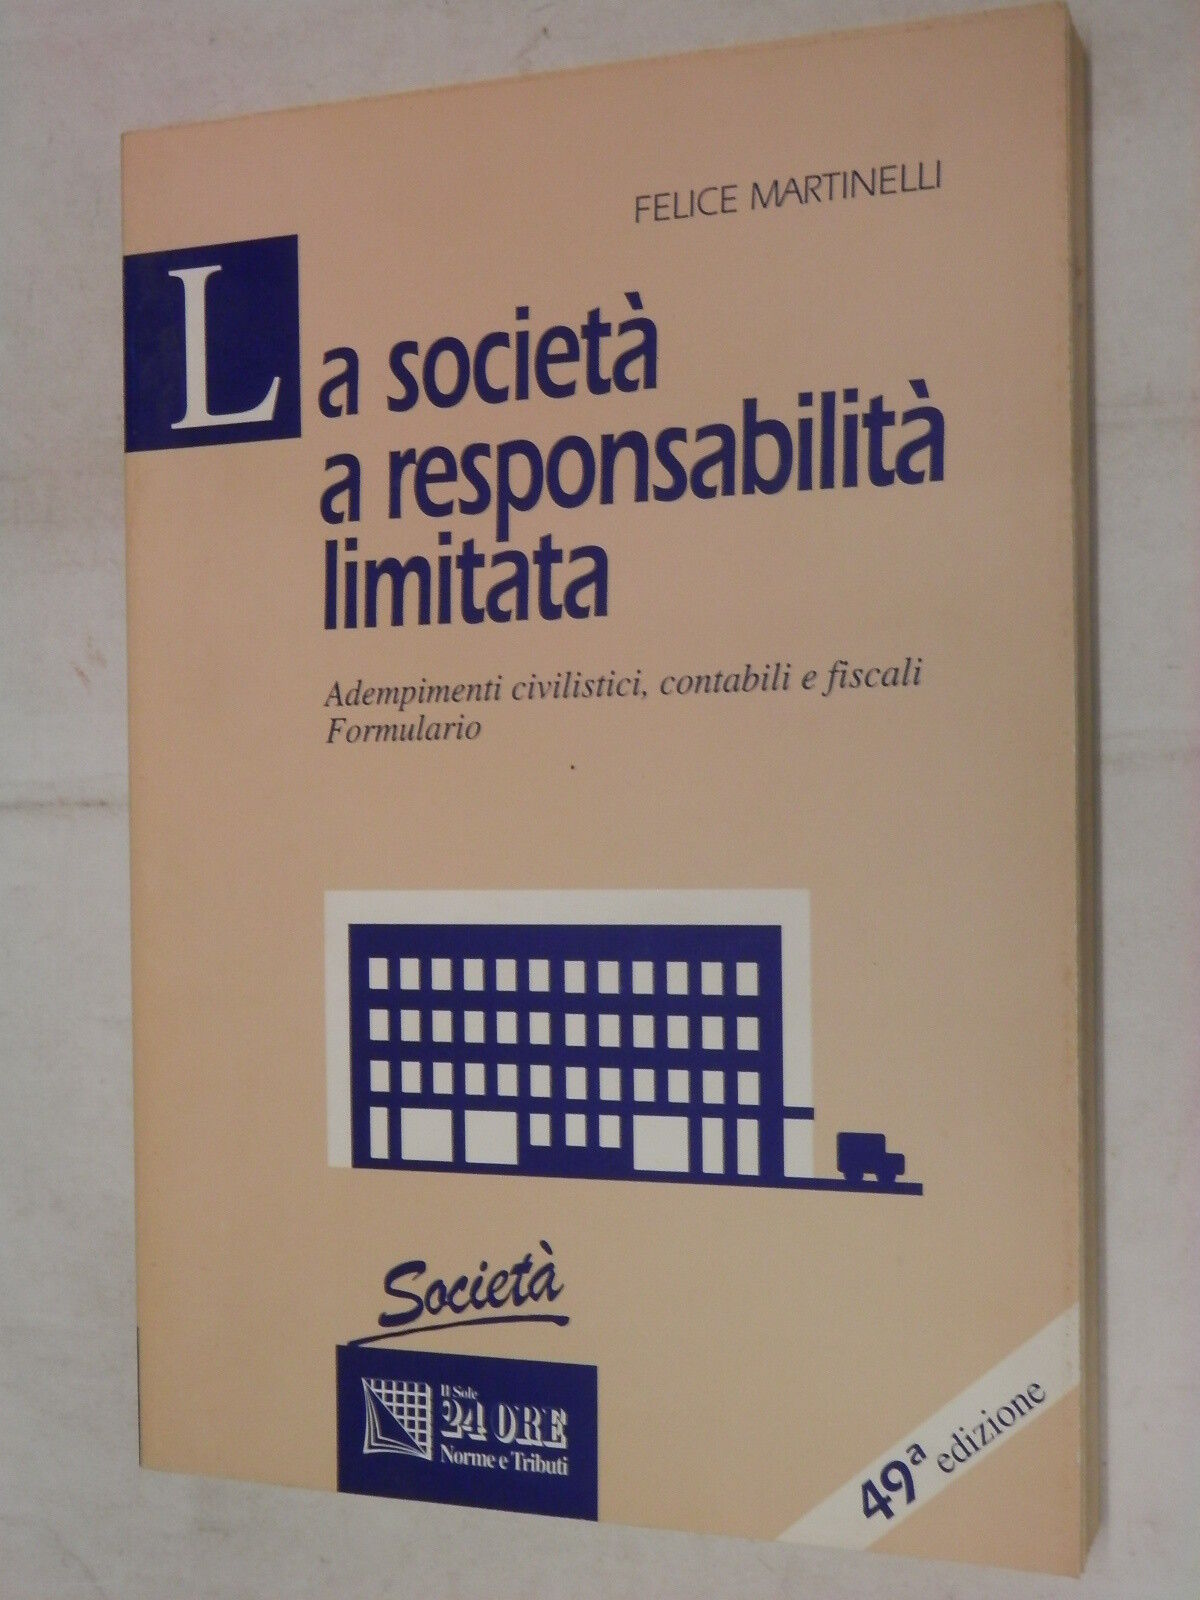 FELICE MARTINELLI
La società
a responsabilità
limitata
Adempimenti civilistici, contabili e fiscali
Formulario
Società
Il Sole
24 ORE
Norme e Tributi
49ª edizione